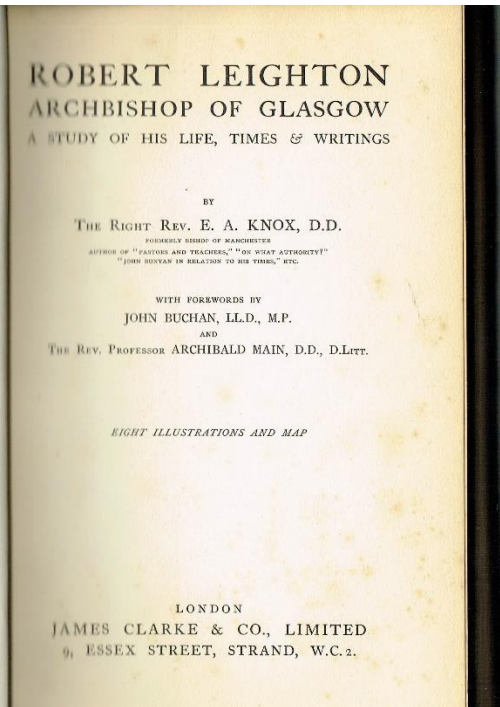 ROBERT LEIGHTON
ARCHBISHOP OF GLASGOW
A STUDY OF HIS LIFE, TIMES & WRITINGS
BY
THE RIGHT REV. E. A. KNOX, D.D.
FORMERLY BISHOP OF MANCHESTER
AUTHOR OF "PASTORS AND TEACHERS," "ON WHAT AUTHORITY?"
"JOHN BUNYAN IN RELATION TO HIS TIMES," ETC.
WITH FOREWORDS BY
JOHN BUCHAN, LL.D., M.P.
AND
THE REV. PROFESSOR ARCHIBALD MAIN, D.D., D.LITT.
EIGHT ILLUSTRATIONS AND MAP
LONDON
JAMES CLARKE & CO., LIMITED
9, ESSEX STREET, STRAND, W.C.2.